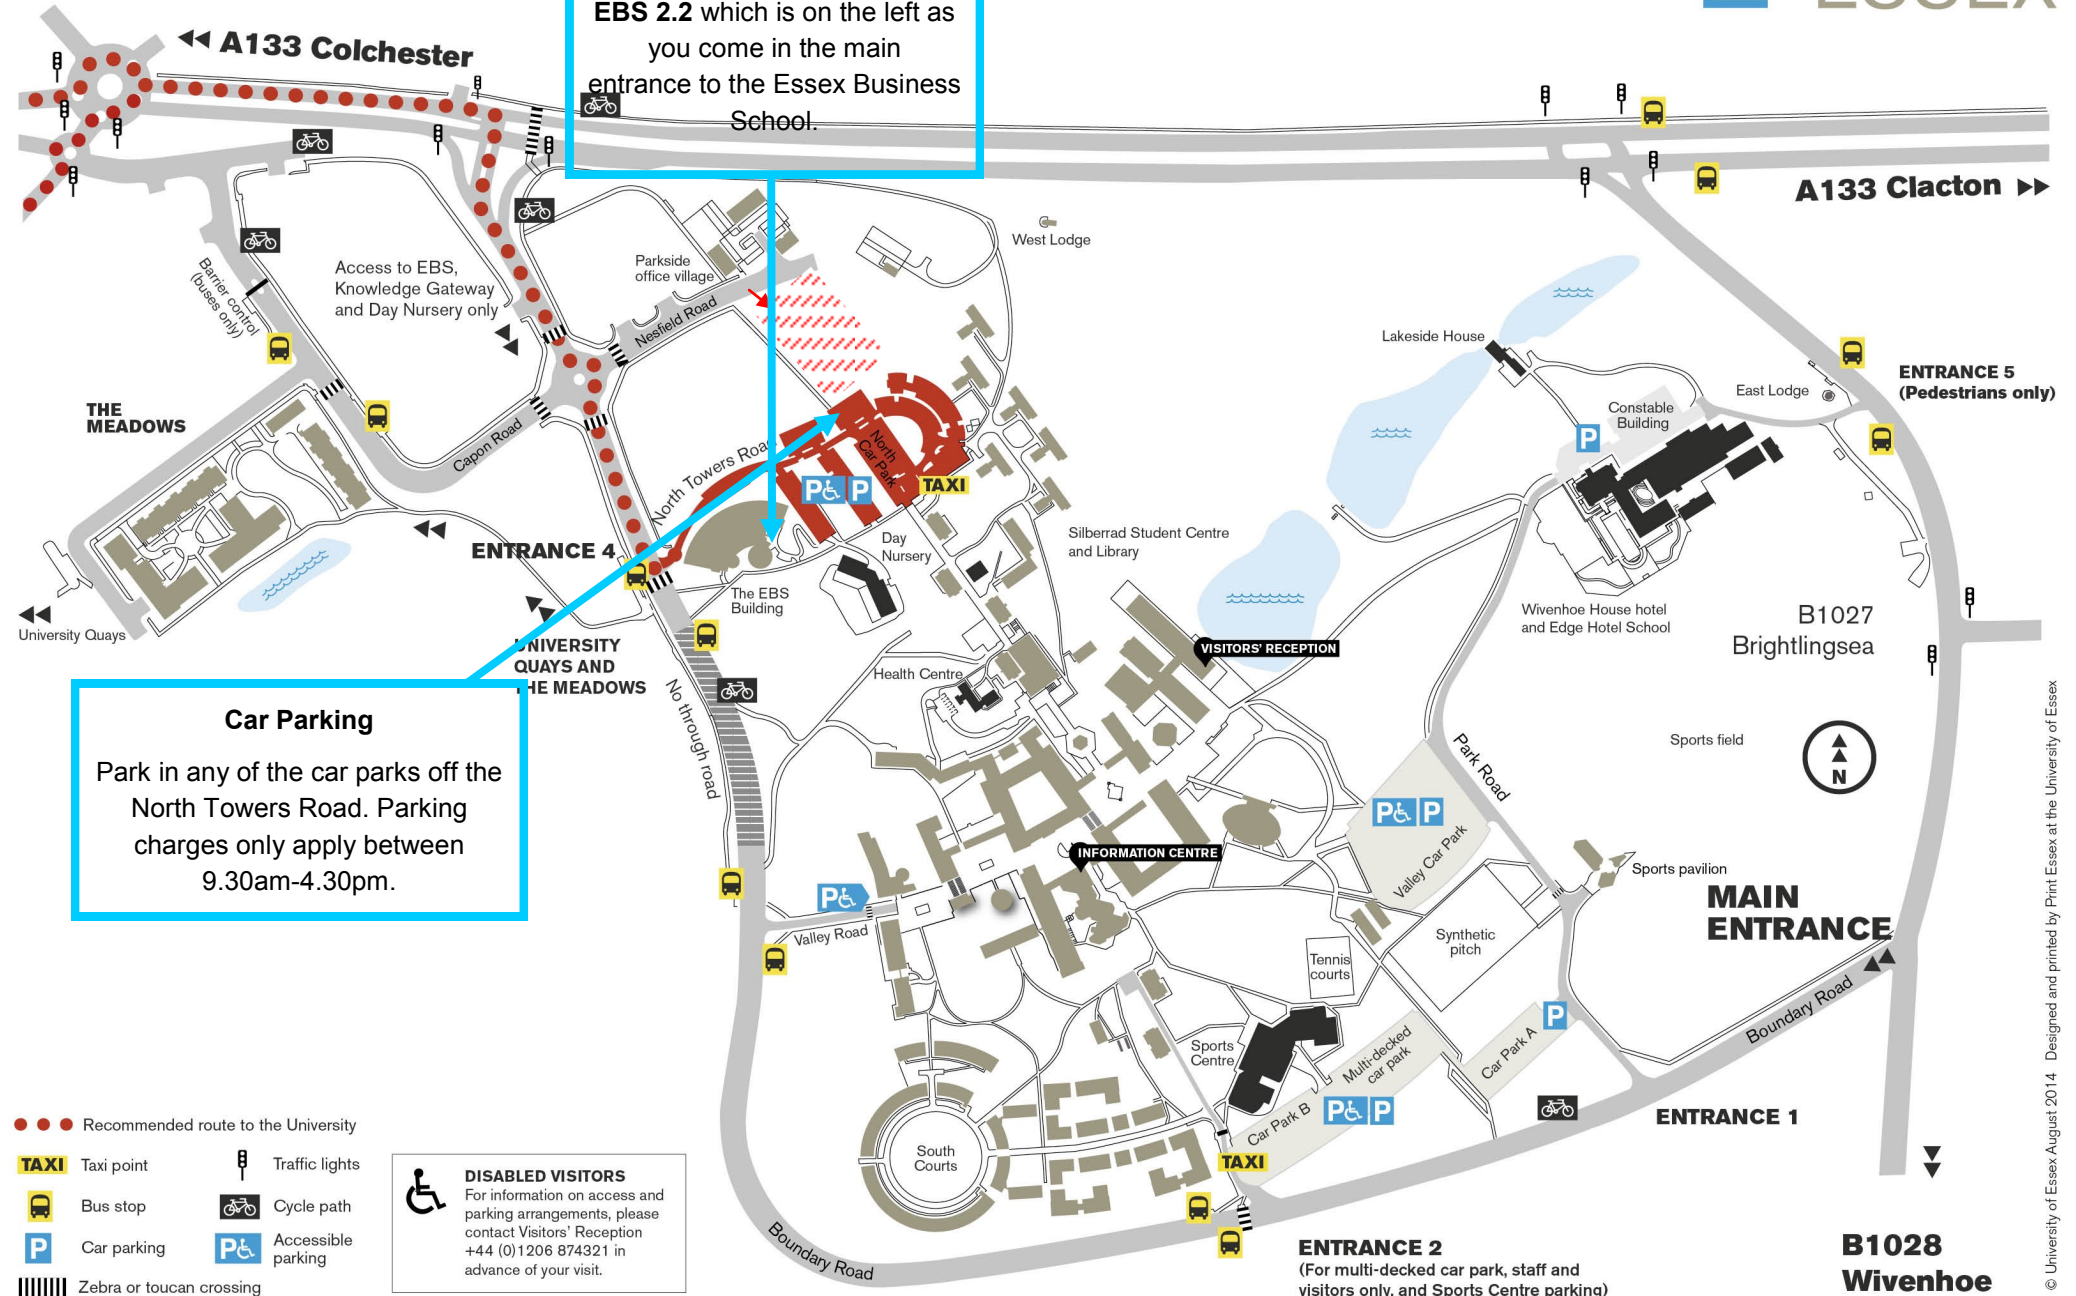 ESSEX
EBS 2.2 which is on the left as
you come in the main
entrance to the Essex Business
School.
A133 Colchester
A133 Clacton
West Lodge
Parkside
office village
Nesfield Road
Access to EBS,
Knowledge Gateway
and Day Nursery only
Barrier control
(buses only)
THE
MEADOWS
Capon Road
North Towers Road
North
Car Park
P P
TAXI
ENTRANCE 4
Day
Nursery
The EBS
Building
Silberrad Student Centre
and Library
Lakeside House
Constable
Building
P
East Lodge
ENTRANCE 5
(Pedestrians only)
Wivenhoe House hotel
and Edge Hotel School
B1027
Brightlingsea
University Quays
UNIVERSITY
QUAYS AND
THE MEADOWS
VISITORS' RECEPTION
Health Centre
No through road
Car Parking
Park in any of the car parks off the
North Towers Road. Parking
charges only apply between
9.30am-4.30pm.
Park Road
Sports field
N
P P
Valley Car Park
INFORMATION CENTRE
Sports pavilion
MAIN
ENTRANCE
P
Valley Road
Synthetic
pitch
Tennis
courts
Boundary Road
P
Car Park A
Multi-decked
car park
Sports
Centre
Car Park B
P P
ENTRANCE 1
South
Courts
TAXI
Boundary Road
ENTRANCE 2
(For multi-decked car park, staff and
visitors only, and Sports Centre parking)
B1028
Wivenhoe
Recommended route to the University
TAXI Taxi point
Traffic lights
Bus stop
Cycle path
P Car parking
P Accessible
parking
Zebra or toucan crossing
DISABLED VISITORS
For information on access and
parking arrangements, please
contact Visitors' Reception
+44 (0)1206 874321 in
advance of your visit.
© University of Essex August 2014 Designed and printed by Print Essex at the University of Essex